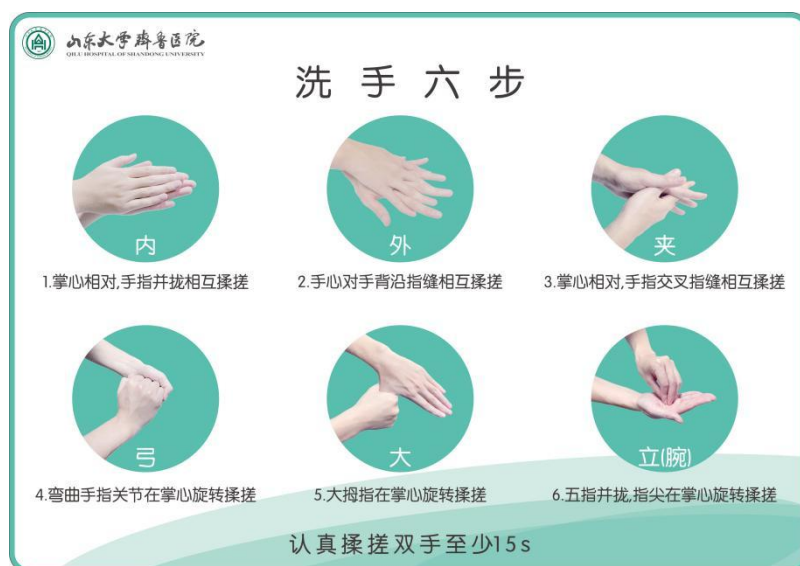 山东大学齊鲁医院
QILU HOSPITAL OF SHANDONG UNIVERSITY
洗手六步
内
外
夹
1.掌心相对,手指并拢相互揉搓
2.手心对手背沿指缝相互揉搓
3.掌心相对,手指交叉指缝相互揉搓
弓
大
立(腕)
4.弯曲手指关节在掌心旋转揉搓
5.大拇指在掌心旋转揉搓
6.五指并拢,指尖在掌心旋转揉搓
认真揉搓双手至少15s